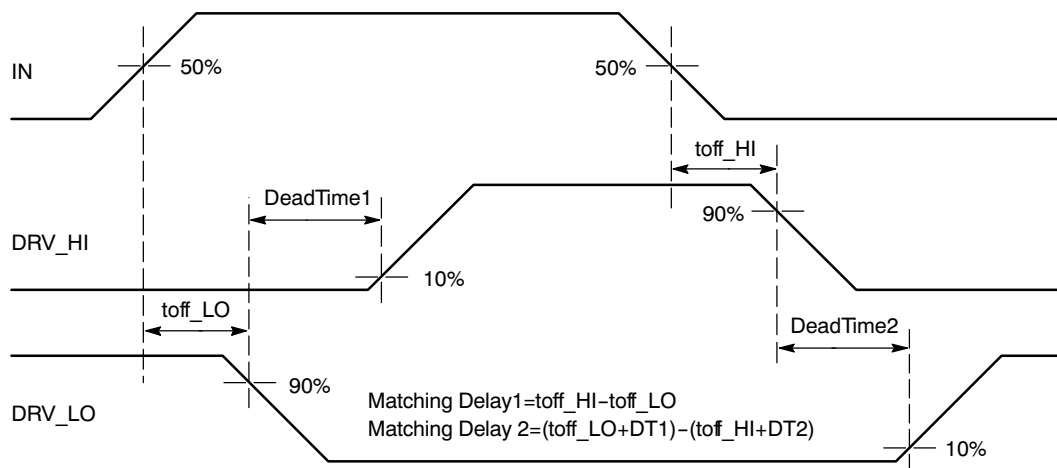 IN
50%
50%
toff_HI
DeadTime1
90%
DRV_HI
10%
toff_LO
DeadTime2
90%
DRV_LO
Matching Delay1=toff_HI−toff_LO
Matching Delay 2=(toff_LO+DT1)−(toff_HI+DT2)
10%